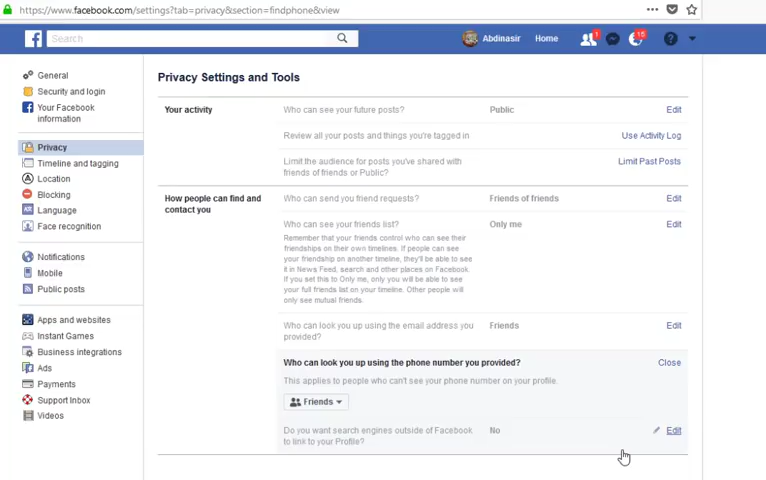 https://www.facebook.com/settings?tab=privacy&section=findphone&view
Search
Abdinasir
Home
1
15
General
Security and login
Your Facebook
information
Privacy
Timeline and tagging
Location
Blocking
Language
Face recognition
Notifications
Mobile
Public posts
Apps and websites
Instant Games
Business integrations
Ads
Payments
Support Inbox
Videos
Privacy Settings and Tools
Your activity
Who can see your future posts?
Public
Edit
Review all your posts and things you're tagged in
Use Activity Log
Limit the audience for posts you've shared with
friends of friends or Public?
Limit Past Posts
How people can find and
contact you
Who can send you friend requests?
Friends of friends
Edit
Who can see your friends list?
Only me
Edit
Remember that your friends control who can see their
friendships on their own timelines. If people can see
your friendship on another timeline, they'll be able to see
it in News Feed, search and other places on Facebook.
If you set this to Only me, only you will be able to see
your full friends list on your timeline. Other people will
only see mutual friends.
Who can look you up using the email address you
provided?
Friends
Edit
Who can look you up using the phone number you provided?
Close
This applies to people who can't see your phone number on your profile.
Friends
Do you want search engines outside of Facebook
to link to your Profile?
No
Edit